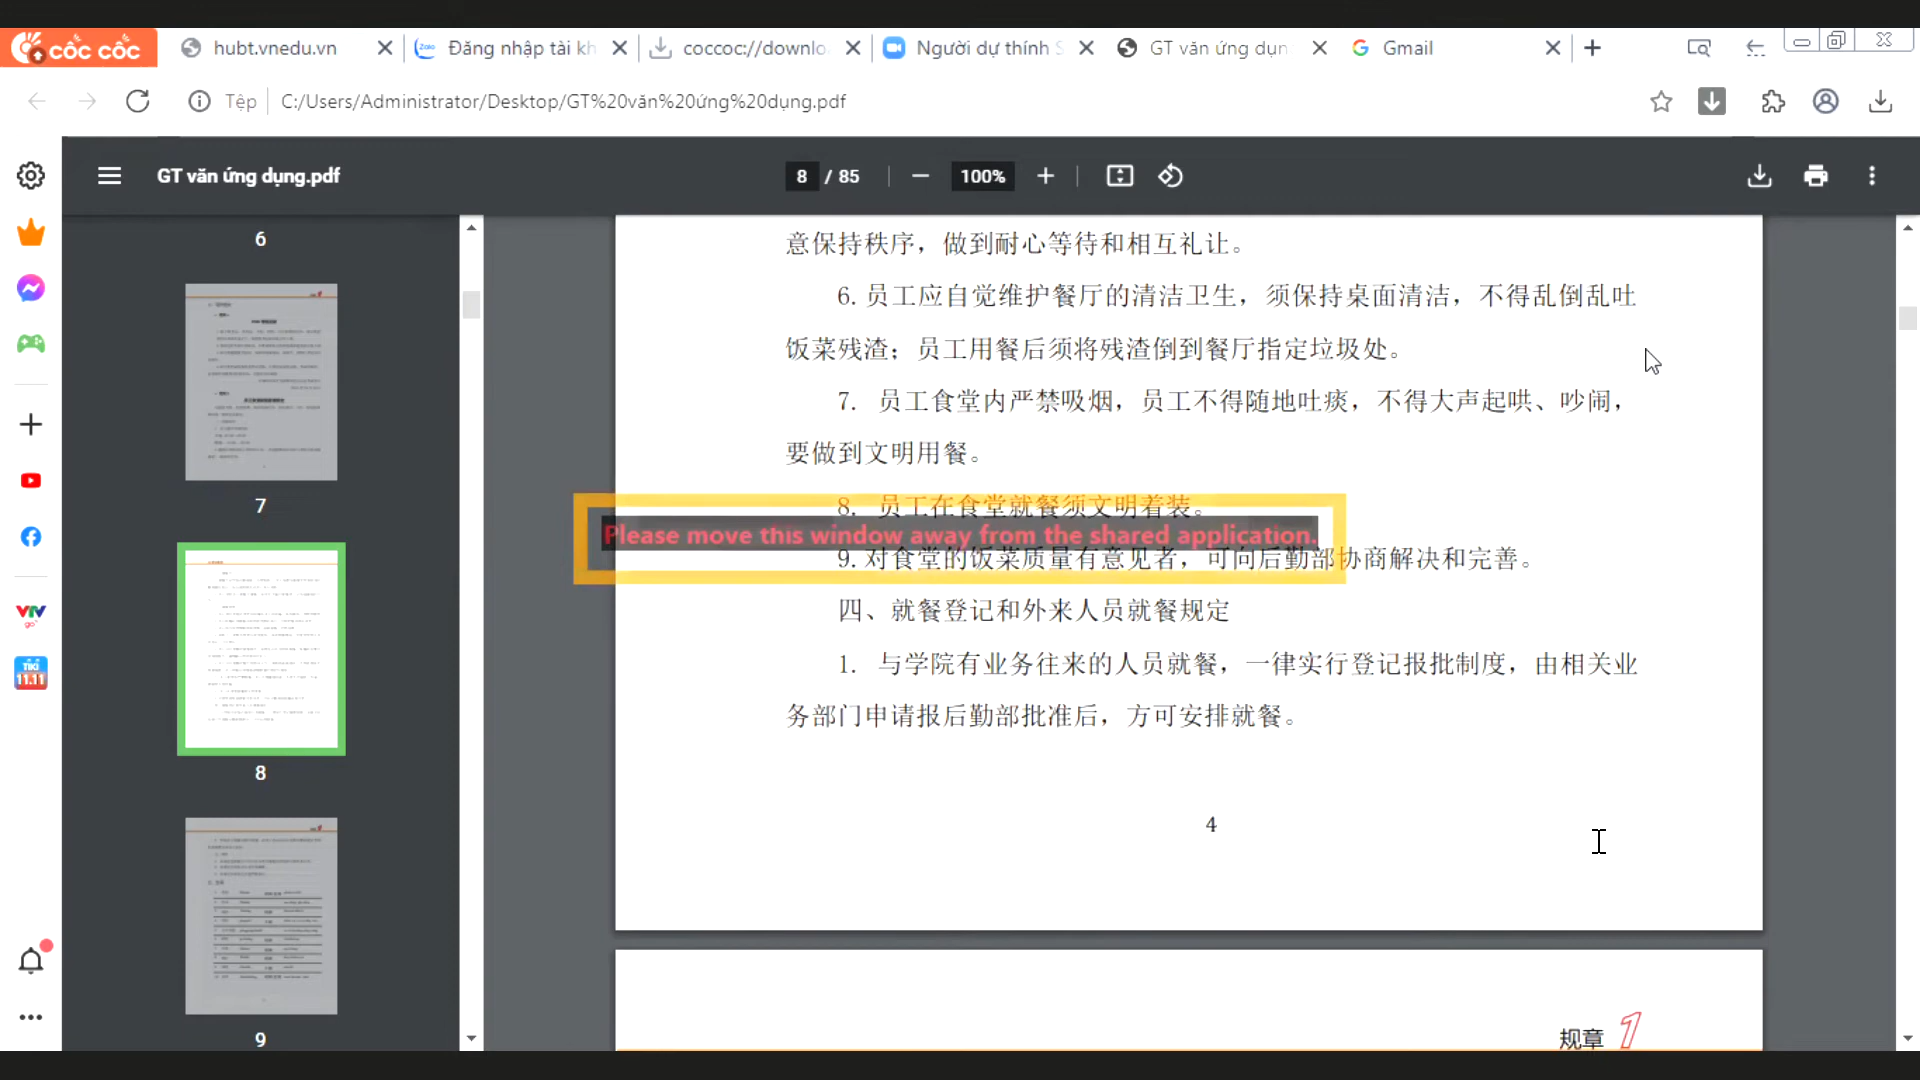 cốc cốc
hubt.vnedu.vn
Zalo
Đăng nhập tài kh
coccoc://downlo
Người dự thính S
GT văn ứng dụn
Gmail
Tệp
C:/Users/Administrator/Desktop/GT%20văn%20ứng%20dụng.pdf
GT văn ứng dụng.pdf
8 / 85
100%
6
7
8
9
VTV
go
TIKI
11.11
意保持秩序，做到耐心等待和相互礼让。
6. 员工应自觉维护餐厅的清洁卫生，须保持桌面清洁，不得乱倒乱吐
饭菜残渣；员工用餐后须将残渣倒到餐厅指定垃圾处。
7. 员工食堂内严禁吸烟，员工不得随地吐痰，不得大声起哄、吵闹，
要做到文明用餐。
8. 员工在食堂就餐须文明着装。
Please move this window away from the shared application.
9. 对食堂的饭菜质量有意见者，可向后勤部协商解决和完善。
四、就餐登记和外来人员就餐规定
1. 与学院有业务往来的人员就餐，一律实行登记报批制度，由相关业
务部门申请报后勤部批准后，方可安排就餐。
4
规章 1